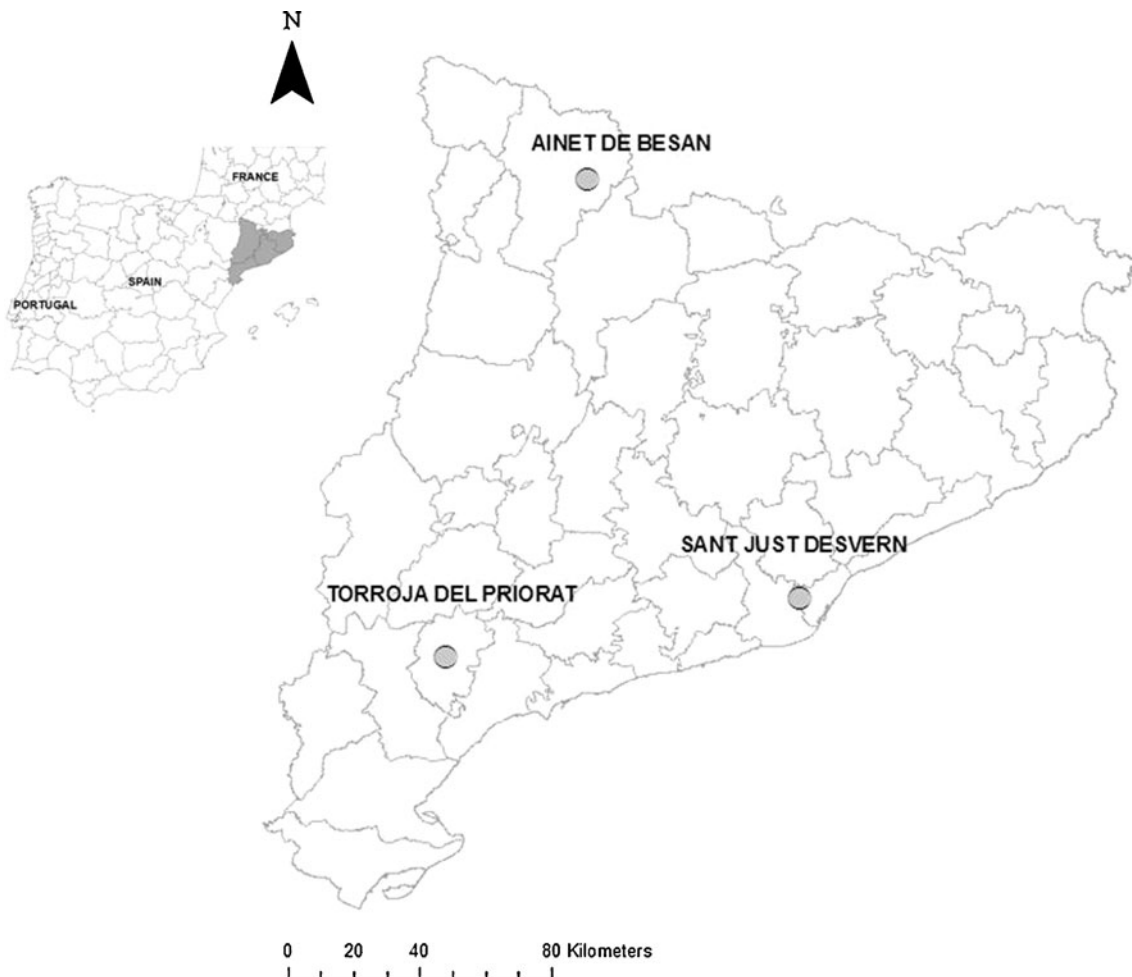 N
AINET DE BESAN
FRANCE
SPAIN
PORTUGAL
SANT JUST DESVERN
TORROJA DEL PRIORAT
0 20 40 80 Kilometers